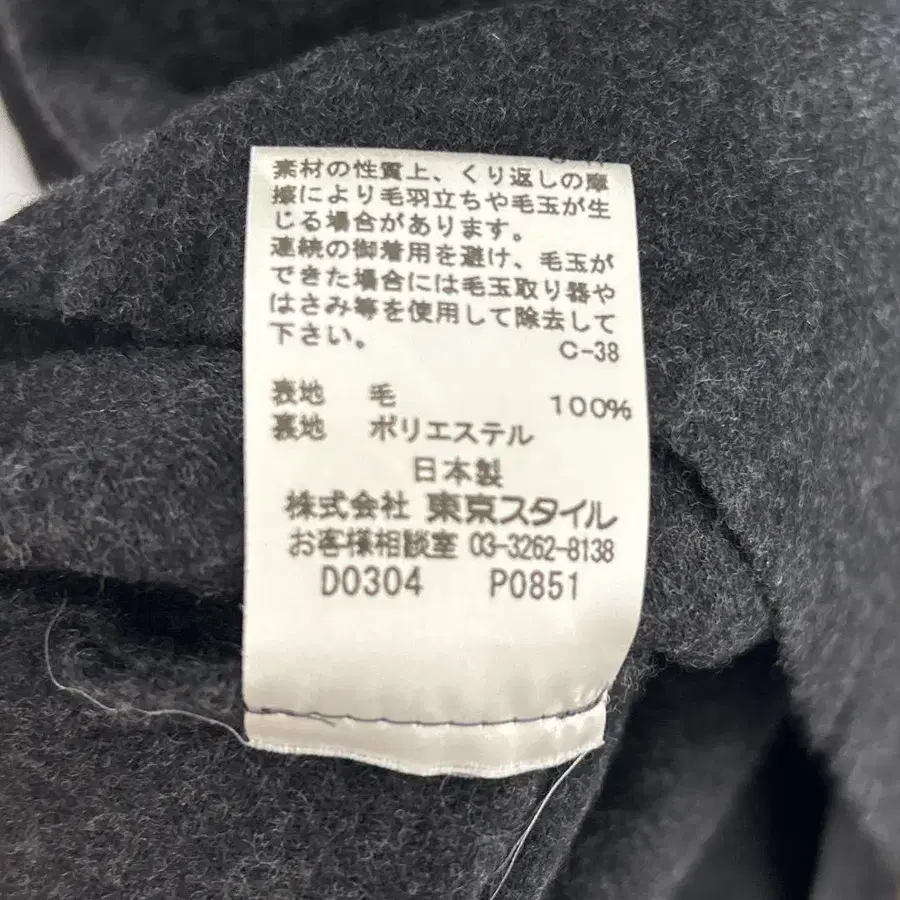 素材の性質上、くり返しの摩
擦により毛羽立ちや毛玉が生
じる場合があります。
連続の御着用を避け、毛玉が
できた場合には毛玉取り器や
はさみ等を使用して除去して
下さい。
C-38
表地 毛 100%
裏地 ポリエステル
日本製
株式会社 東京スタイル
お客様相談室 03-3262-8138
D0304 P0851